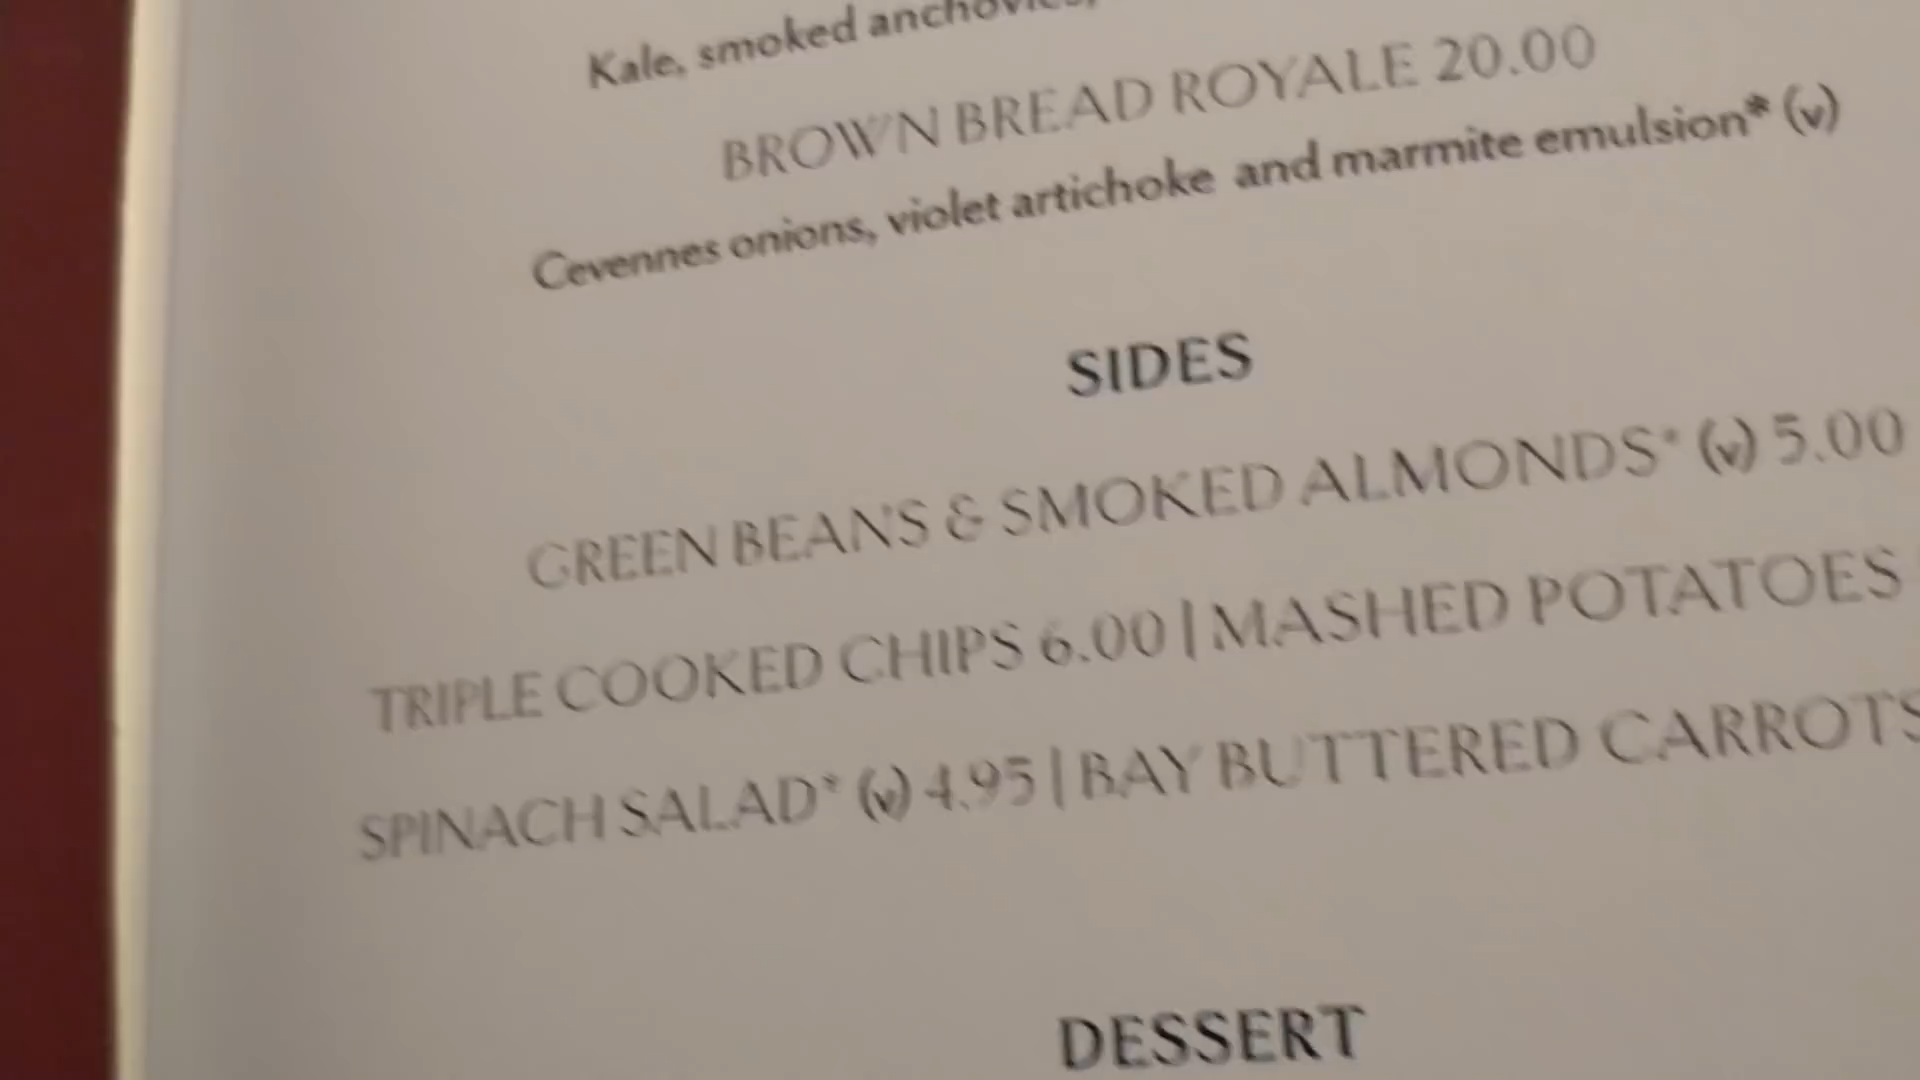 Kale, smoked anchovies,
BROWN BREAD ROYALE 20.00
Cevennes onions, violet artichoke and marmite emulsion* (v)
SIDES
GREEN BEANS & SMOKED ALMONDS* (v) 5.00
TRIPLE COOKED CHIPS 6.00 | MASHED POTATOES
SPINACH SALAD* (v) 4.95 | BAY BUTTERED CARROTS
DESSERT